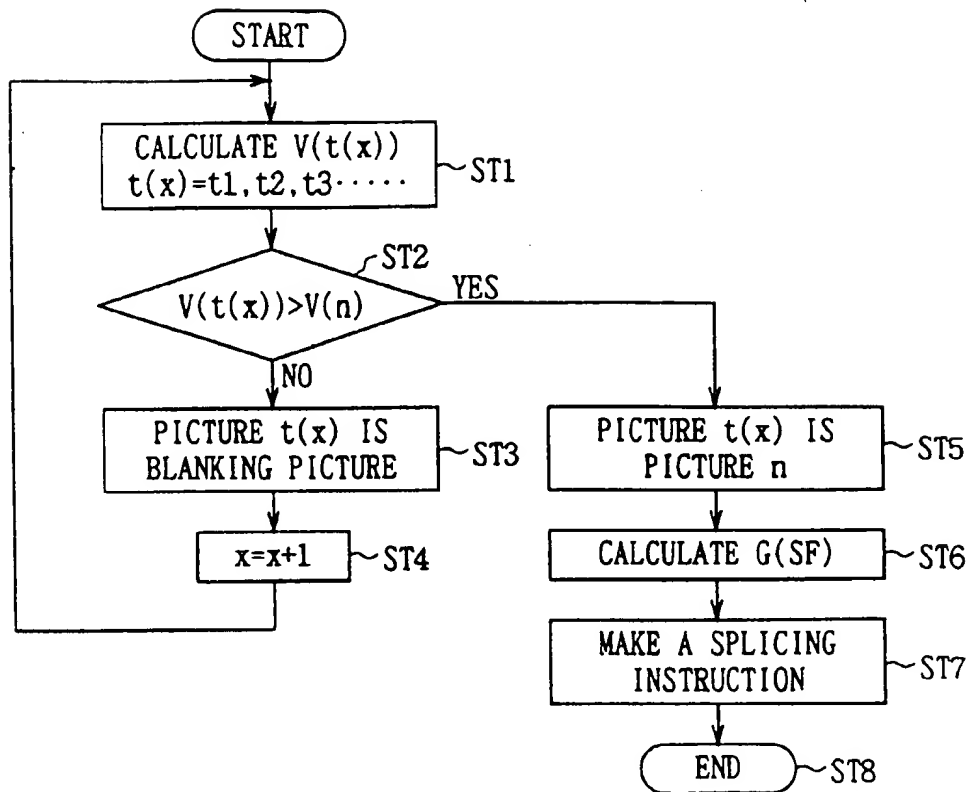 START
CALCULATE V(t(x))
t(x)=t1,t2,t3·····
ST1
ST2
V(t(x))>V(n)
YES
NO
PICTURE t(x) IS
BLANKING PICTURE
ST3
x=x+1
ST4
PICTURE t(x) IS
PICTURE n
ST5
CALCULATE G(SF)
ST6
MAKE A SPLICING
INSTRUCTION
ST7
END
ST8